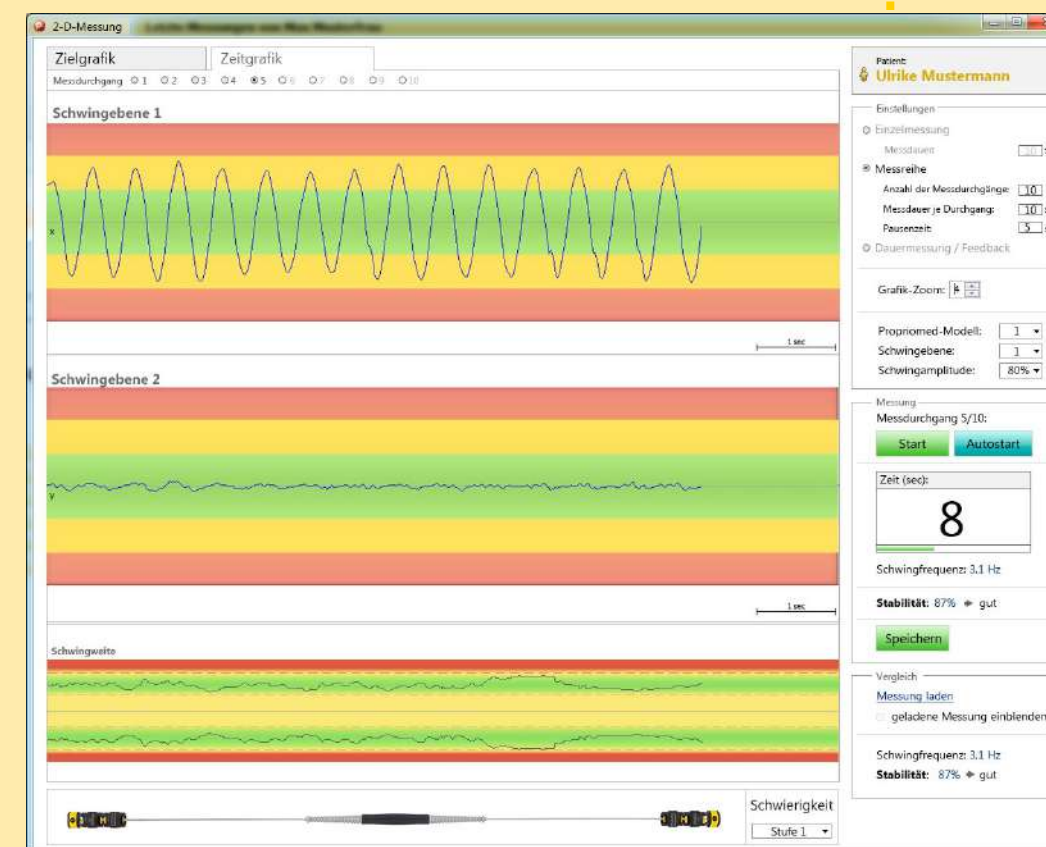 2-D-Messung
Zielgrafik
Zeitgrafik
Messdurchgang 1 2 3 4 5 6 7 8 9 10
Schwingebene 1
x
1 sec
Schwingebene 2
y
1 sec
Schwingweite
Schwierigkeit
Stufe 1
Patient:
Ulrike Mustermann
Einstellungen
Einzelmessung
Messdauer: 10 s
Messreihe
Anzahl der Messdurchgänge: 10
Messdauer je Durchgang: 10 s
Pausenzeit: 5 s
Dauermessung / Feedback
Grafik-Zoom:
Propriomed-Modell: 1
Schwingebene: 1
Schwingamplitude: 80%
Messung
Messdurchgang 5/10:
Start Autostart
Zeit (sec):
8
Schwingfrequenz: 3.1 Hz
Stabilität: 87% gut
Speichern
Vergleich
Messung laden
geladene Messung einblenden
Schwingfrequenz: 3.1 Hz
Stabilität: 87% gut